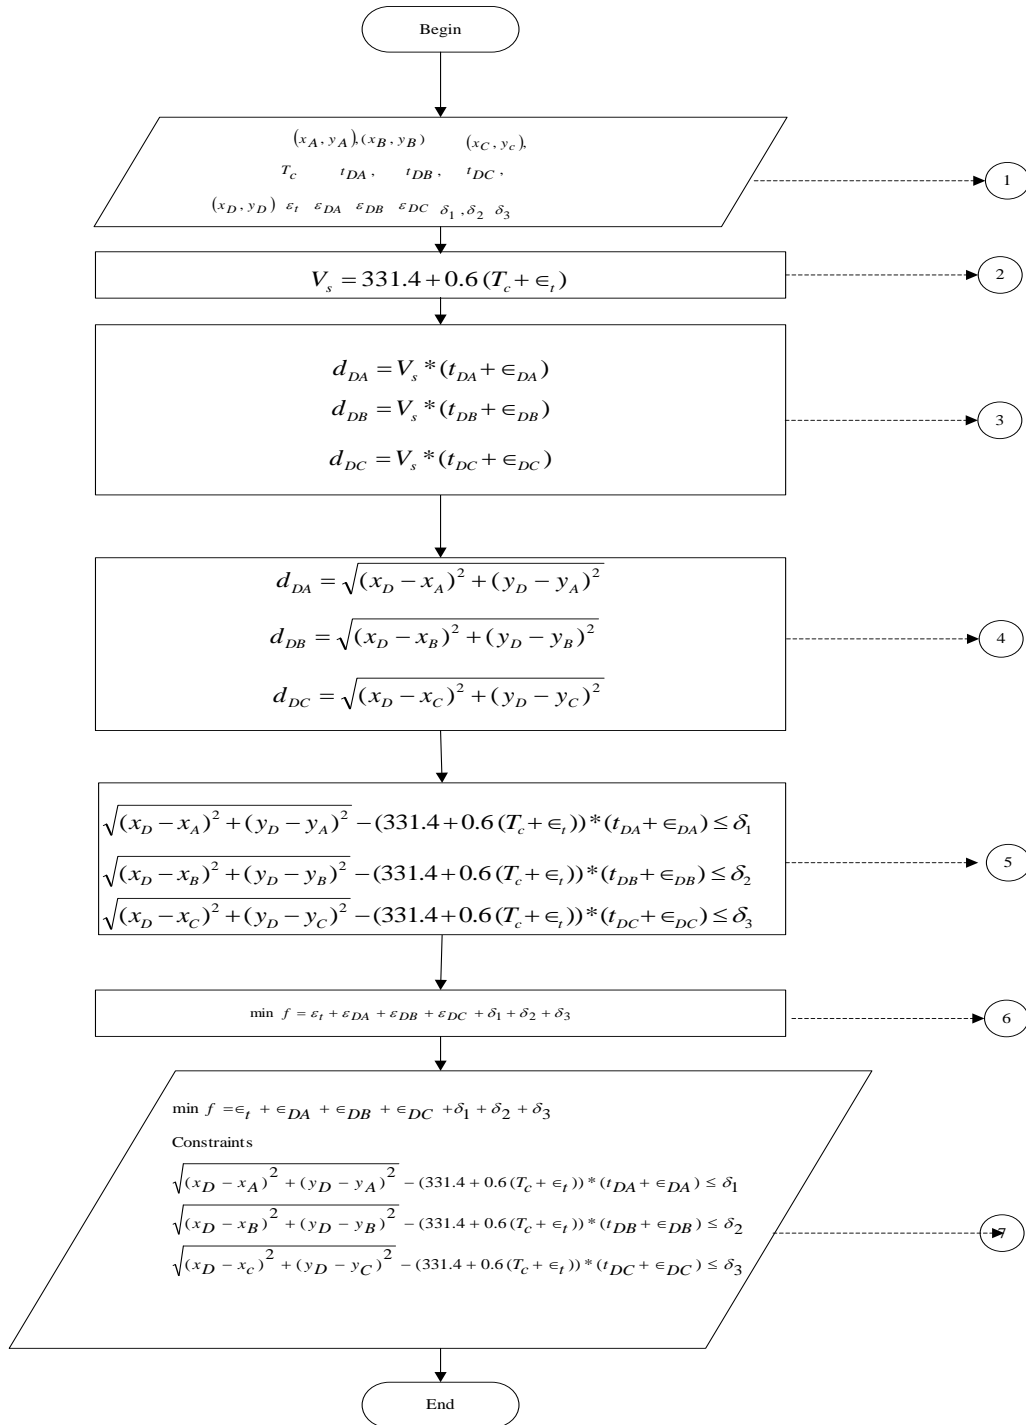 Begin
(x_A, y_A),(x_B, y_B) (x_C, y_c),
T_c t_DA, t_DB, t_DC,
(x_D, y_D) ε_t ε_DA ε_DB ε_DC δ_1 ,δ_2 δ_3
1
V_s = 331.4 + 0.6 (T_c + ∈_t)
2
d_DA = V_s * (t_DA + ∈_DA)
d_DB = V_s * (t_DB + ∈_DB)
d_DC = V_s * (t_DC + ∈_DC)
3
d_DA = √((x_D − x_A)² + (y_D − y_A)²)
d_DB = √((x_D − x_B)² + (y_D − y_B)²)
d_DC = √((x_D − x_C)² + (y_D − y_C)²)
4
√((x_D − x_A)² + (y_D − y_A)²) − (331.4 + 0.6 (T_c + ∈_t)) * (t_DA + ∈_DA) ≤ δ_1
√((x_D − x_B)² + (y_D − y_B)²) − (331.4 + 0.6 (T_c + ∈_t)) * (t_DB + ∈_DB) ≤ δ_2
√((x_D − x_C)² + (y_D − y_C)²) − (331.4 + 0.6 (T_c + ∈_t)) * (t_DC + ∈_DC) ≤ δ_3
5
min f = ε_t + ε_DA + ε_DB + ε_DC + δ_1 + δ_2 + δ_3
6
min f = ∈_t + ∈_DA + ∈_DB + ∈_DC + δ_1 + δ_2 + δ_3
Constraints
√((x_D − x_A)² + (y_D − y_A)²) − (331.4 + 0.6 (T_c + ∈_t)) * (t_DA + ∈_DA) ≤ δ_1
√((x_D − x_B)² + (y_D − y_B)²) − (331.4 + 0.6 (T_c + ∈_t)) * (t_DB + ∈_DB) ≤ δ_2
√((x_D − x_c)² + (y_D − y_C)²) − (331.4 + 0.6 (T_c + ∈_t)) * (t_DC + ∈_DC) ≤ δ_3
7
End